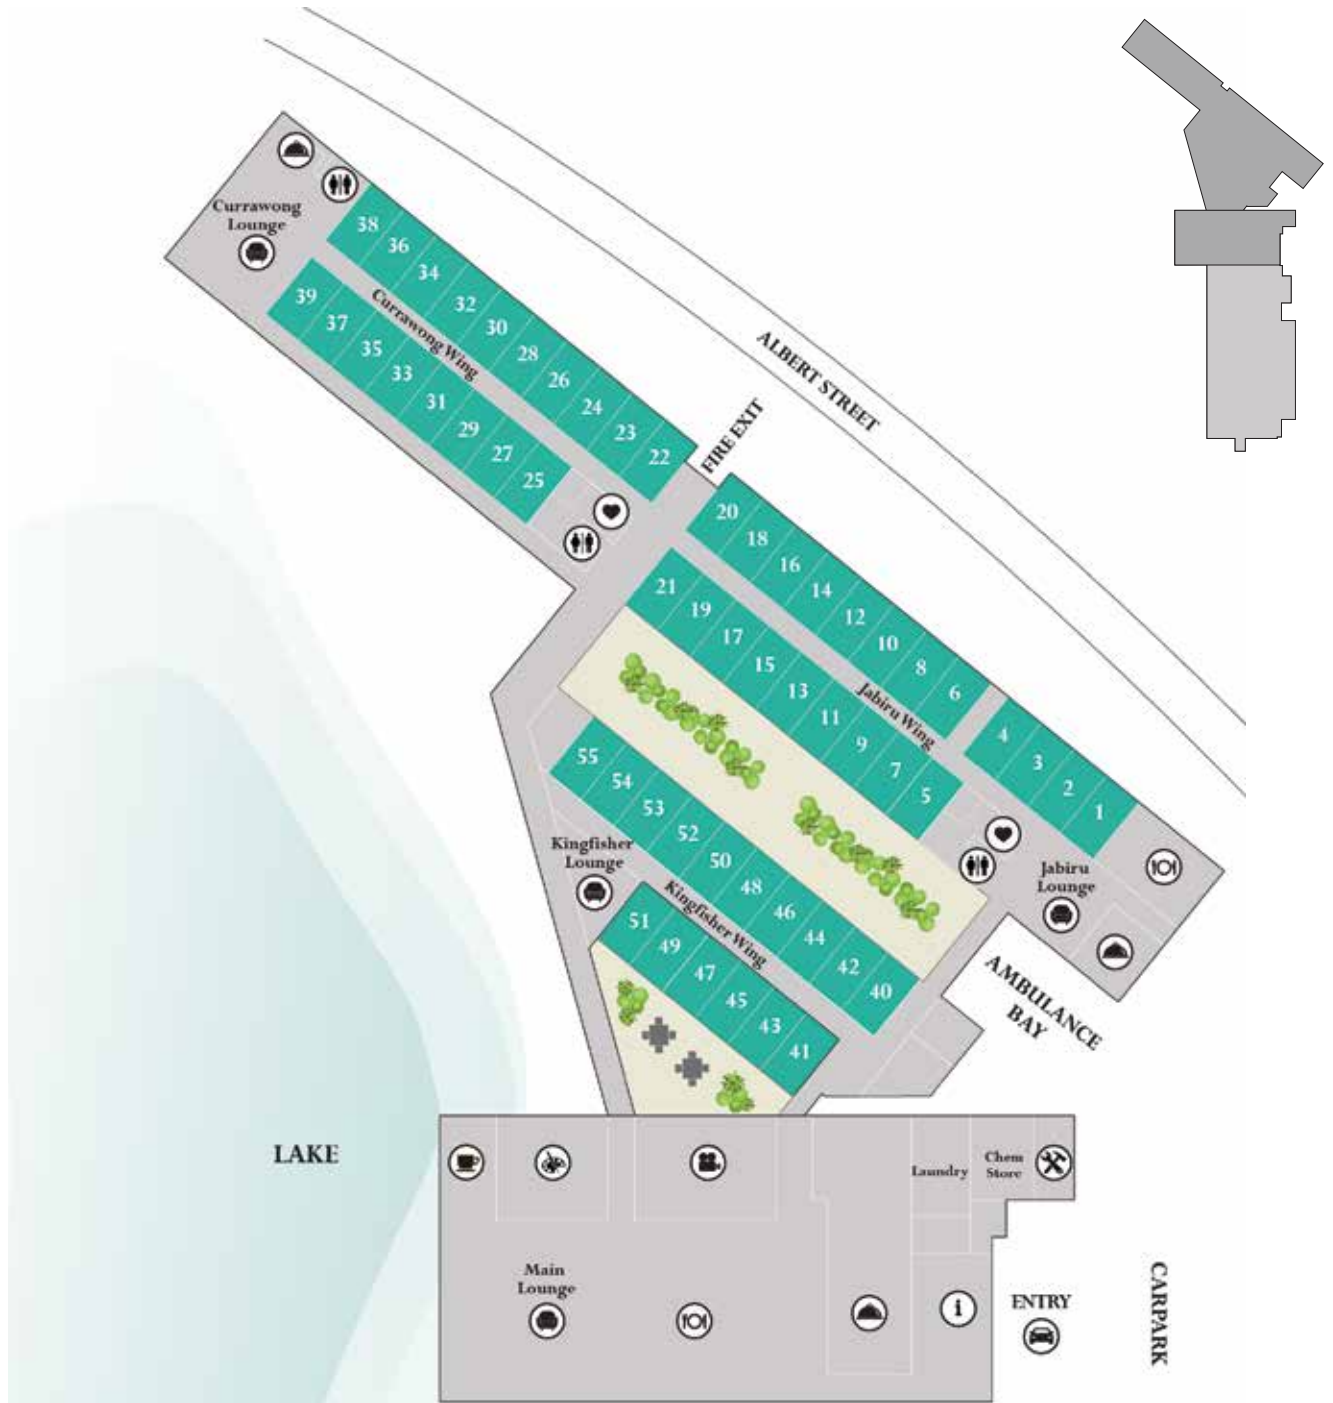 Currawong
Lounge
38
36
34
32
30
28
26
24
23
22
Currawong Wing
39
37
35
33
31
29
27
25
ALBERT STREET
FIRE EXIT
20
18
16
14
12
10
8
6
4
3
2
1
Jabiru Wing
21
19
17
15
13
11
9
7
5
Jabiru
Lounge
55
54
53
52
50
48
46
44
42
40
Kingfisher
Lounge
Kingfisher Wing
51
49
47
45
43
41
AMBULANCE
BAY
LAKE
Laundry
Chem
Store
Main
Lounge
i
ENTRY
CARPARK